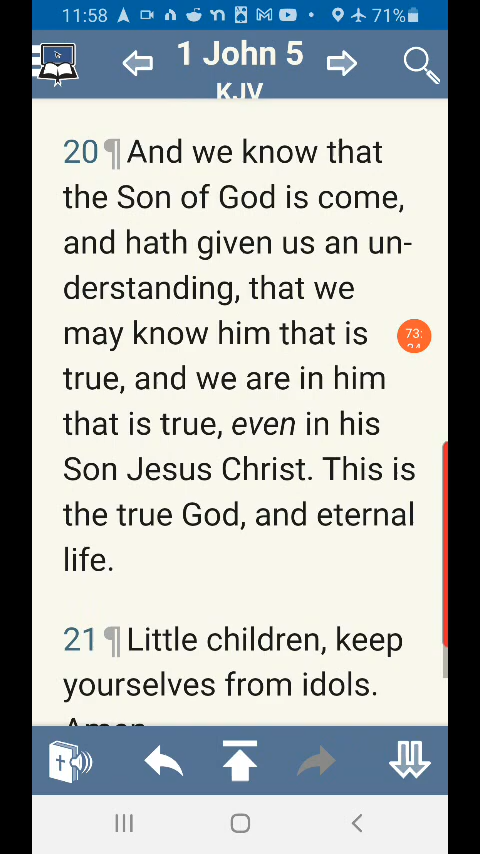 11:58 71%
1 John 5
KJV
20 ¶ And we know that
the Son of God is come,
and hath given us an un-
derstanding, that we
may know him that is
true, and we are in him
that is true, even in his
Son Jesus Christ. This is
the true God, and eternal
life.
21 ¶ Little children, keep
yourselves from idols.
Amen.
73: